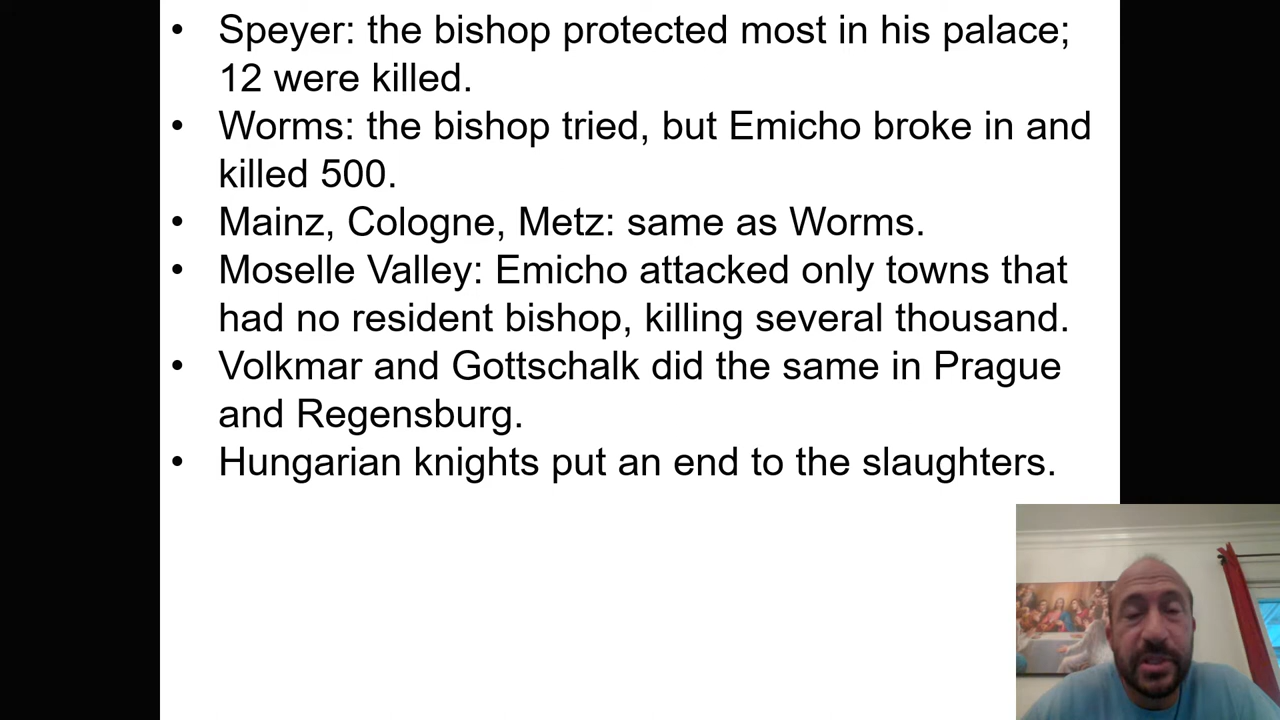 • Speyer: the bishop protected most in his palace;
12 were killed.
• Worms: the bishop tried, but Emicho broke in and
killed 500.
• Mainz, Cologne, Metz: same as Worms.
• Moselle Valley: Emicho attacked only towns that
had no resident bishop, killing several thousand.
• Volkmar and Gottschalk did the same in Prague
and Regensburg.
• Hungarian knights put an end to the slaughters.